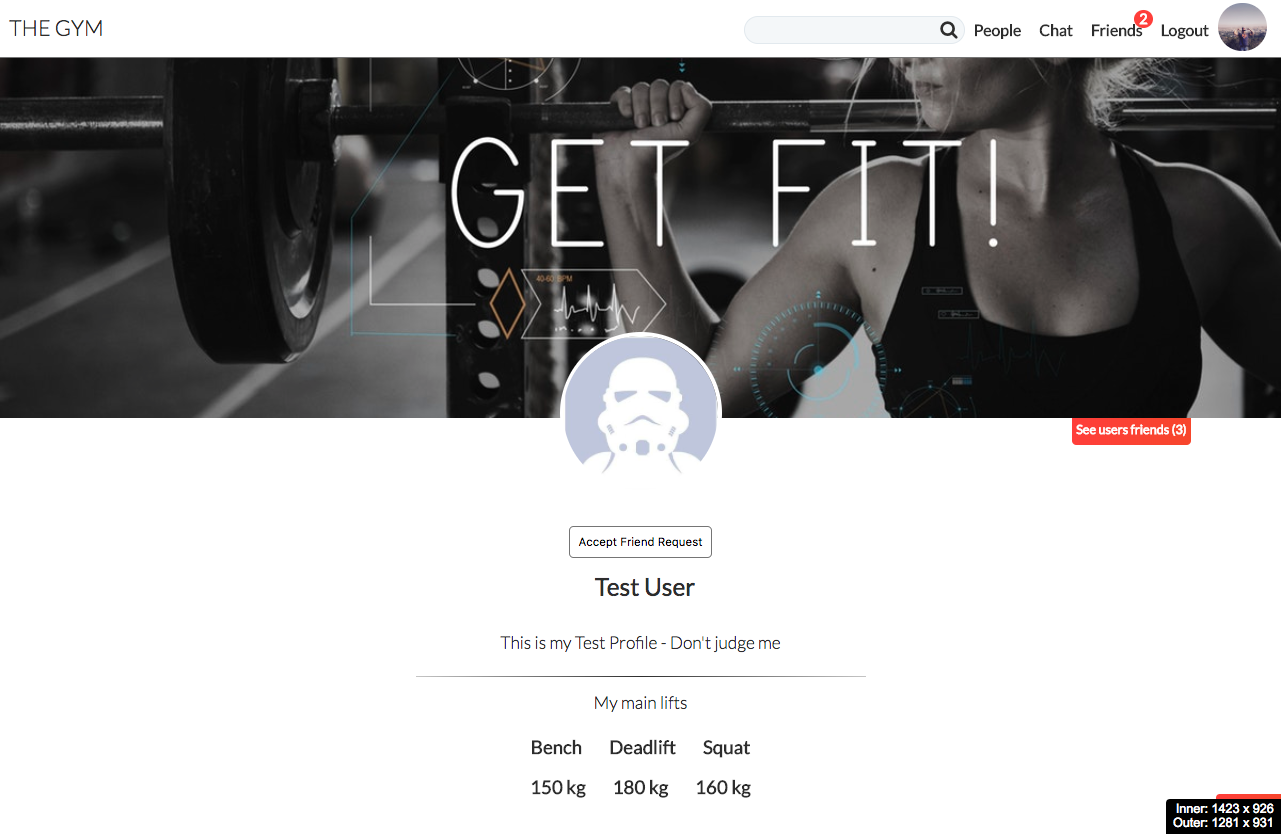 THE GYM
People Chat Friends 2 Logout
GET FIT!
40-60 BPM
See users friends (3)
Accept Friend Request
Test User
This is my Test Profile - Don't judge me
My main lifts
Bench Deadlift Squat
150 kg 180 kg 160 kg
Inner: 1423 x 926
Outer: 1281 x 931